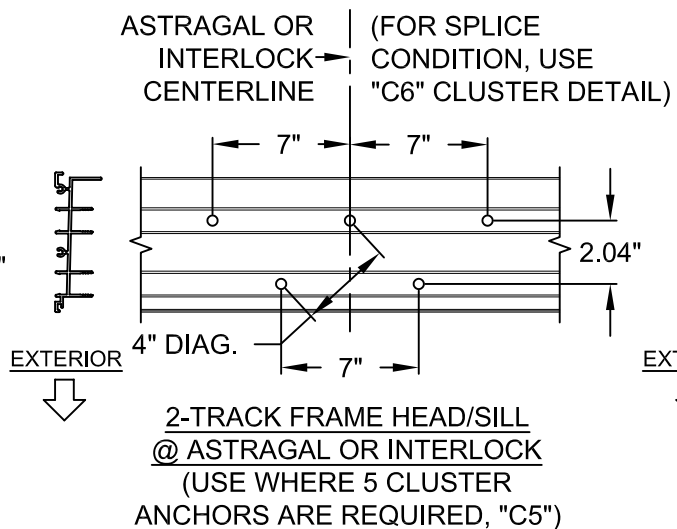 ASTRAGAL OR
INTERLOCK
CENTERLINE
(FOR SPLICE
CONDITION, USE
"C6" CLUSTER DETAIL)
7"
7"
2.04"
"
4" DIAG.
7"
EXTERIOR
EXT
2-TRACK FRAME HEAD/SILL
@ ASTRAGAL OR INTERLOCK
(USE WHERE 5 CLUSTER
ANCHORS ARE REQUIRED, "C5")